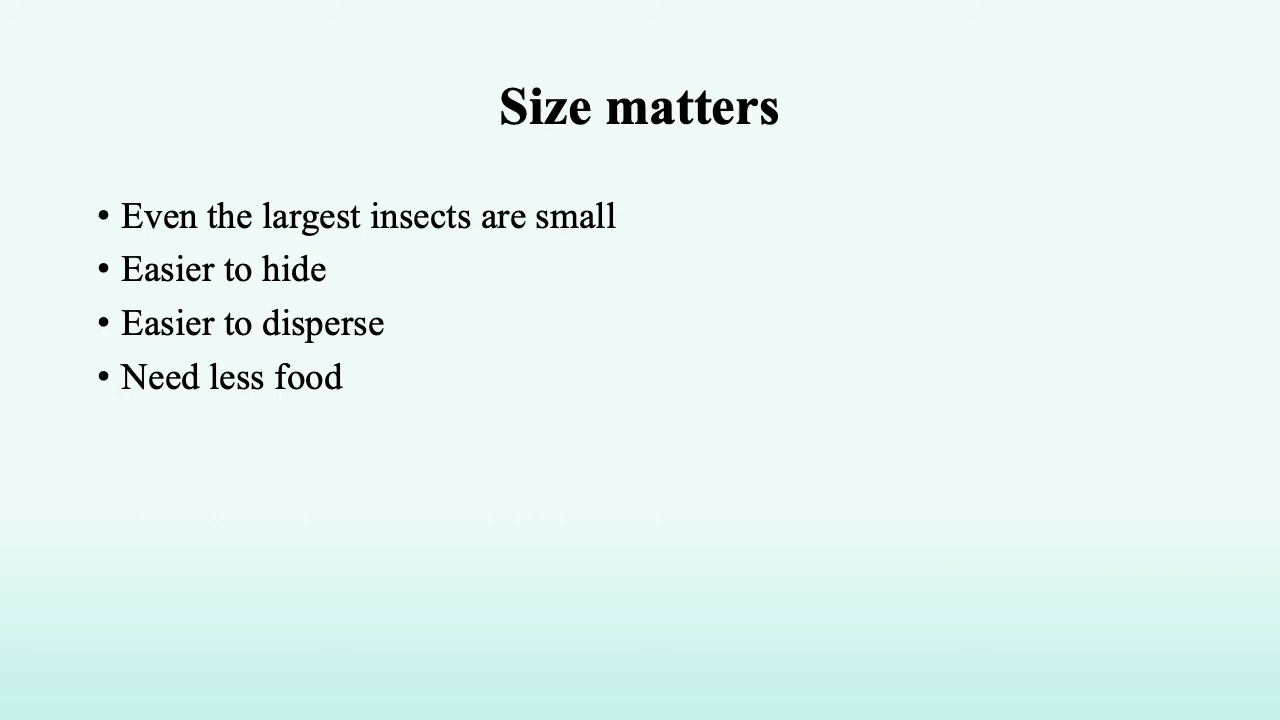 Size matters
• Even the largest insects are small
• Easier to hide
• Easier to disperse
• Need less food